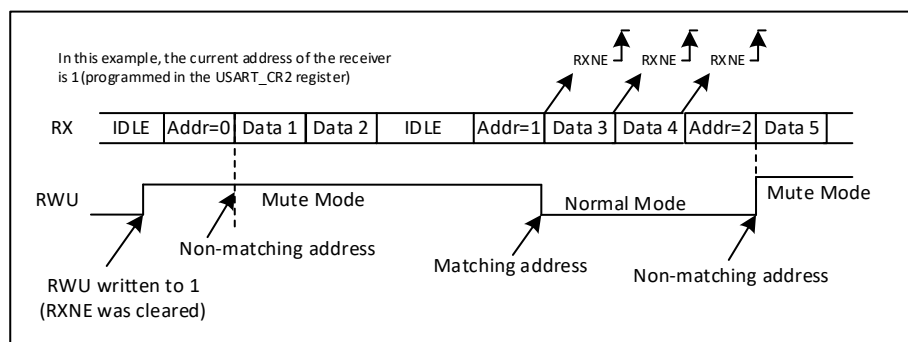 In this example, the current address of the receiver
is 1(programmed in the USART_CR2 register)
RXNE RXNE RXNE
RX IDLE Addr=0 Data 1 Data 2 IDLE Addr=1 Data 3 Data 4 Addr=2 Data 5
RWU Mute Mode Normal Mode Mute Mode
Non-matching address Matching address Non-matching address
RWU written to 1
(RXNE was cleared)